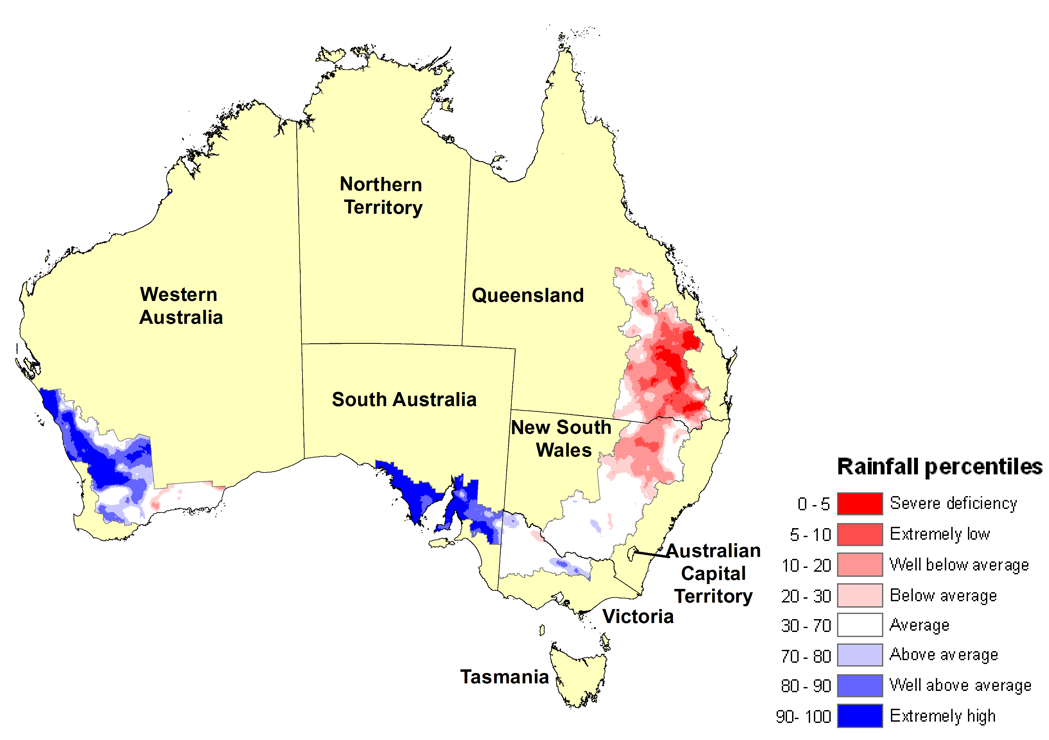 Northern
Territory
Western
Australia
Queensland
South Australia
New South
Wales
Australian
Capital
Territory
Victoria
Tasmania
Rainfall percentiles
0 - 5 Severe deficiency
5 - 10 Extremely low
10 - 20 Well below average
20 - 30 Below average
30 - 70 Average
70 - 80 Above average
80 - 90 Well above average
90- 100 Extremely high